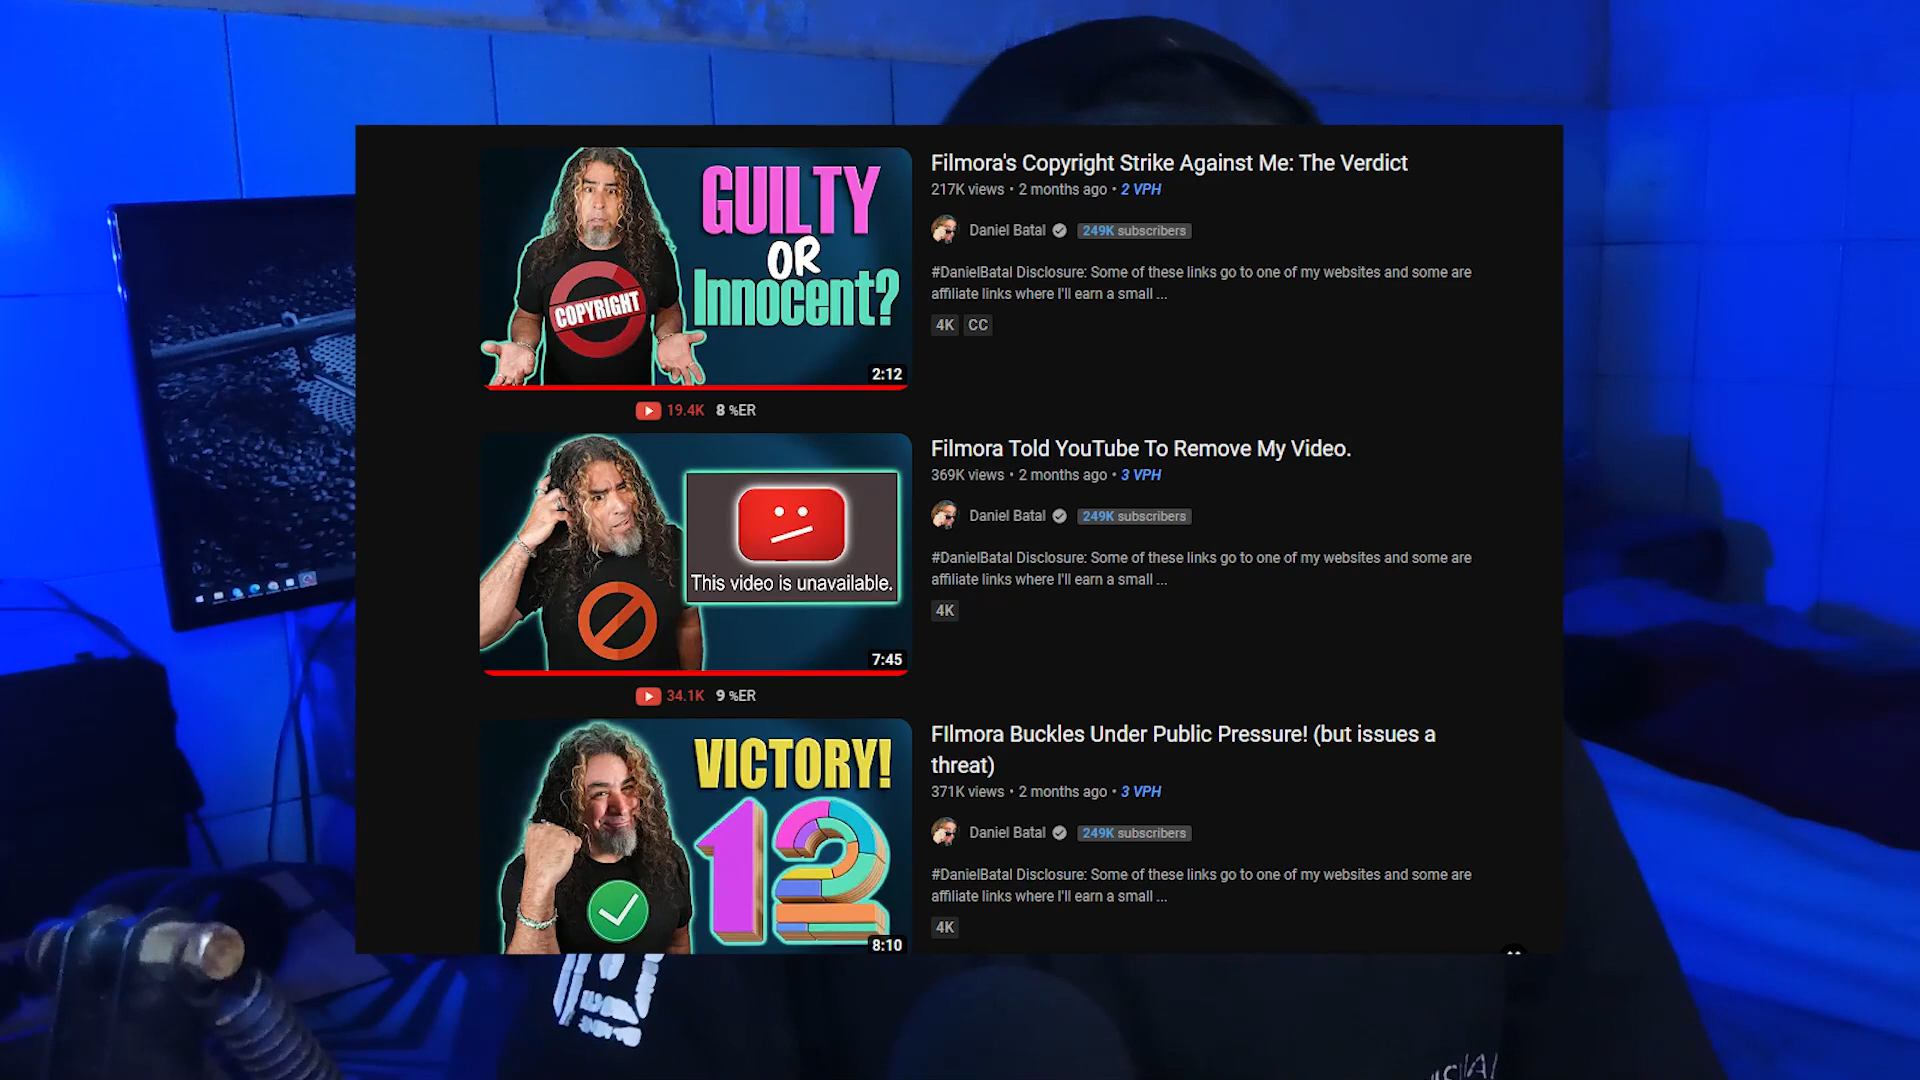 GUILTY
OR
Innocent?
COPYRIGHT
2:12
19.4K 8 %ER
Filmora's Copyright Strike Against Me: The Verdict
217K views • 2 months ago • 2 VPH
Daniel Batal 249K subscribers
#DanielBatal Disclosure: Some of these links go to one of my websites and some are
affiliate links where I'll earn a small ...
4K CC
This video is unavailable.
7:45
34.1K 9 %ER
Filmora Told YouTube To Remove My Video.
369K views • 2 months ago • 3 VPH
Daniel Batal 249K subscribers
#DanielBatal Disclosure: Some of these links go to one of my websites and some are
affiliate links where I'll earn a small ...
4K
VICTORY!
12
8:10
FIlmora Buckles Under Public Pressure! (but issues a
threat)
371K views • 2 months ago • 3 VPH
Daniel Batal 249K subscribers
#DanielBatal Disclosure: Some of these links go to one of my websites and some are
affiliate links where I'll earn a small ...
4K